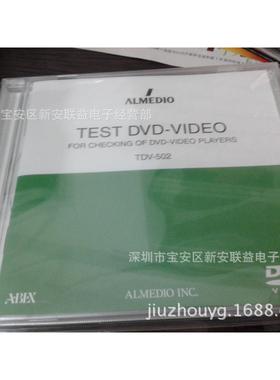 ALMEDIO
宝安区新安联益电子经营部
TEST DVD-VIDEO
FOR CHECKING OF DVD-VIDEO PLAYERS
TDV-502
深圳市宝安区新安联益电子经营
ABEX
ALMEDIO INC.
jiuzhouyg.1688.